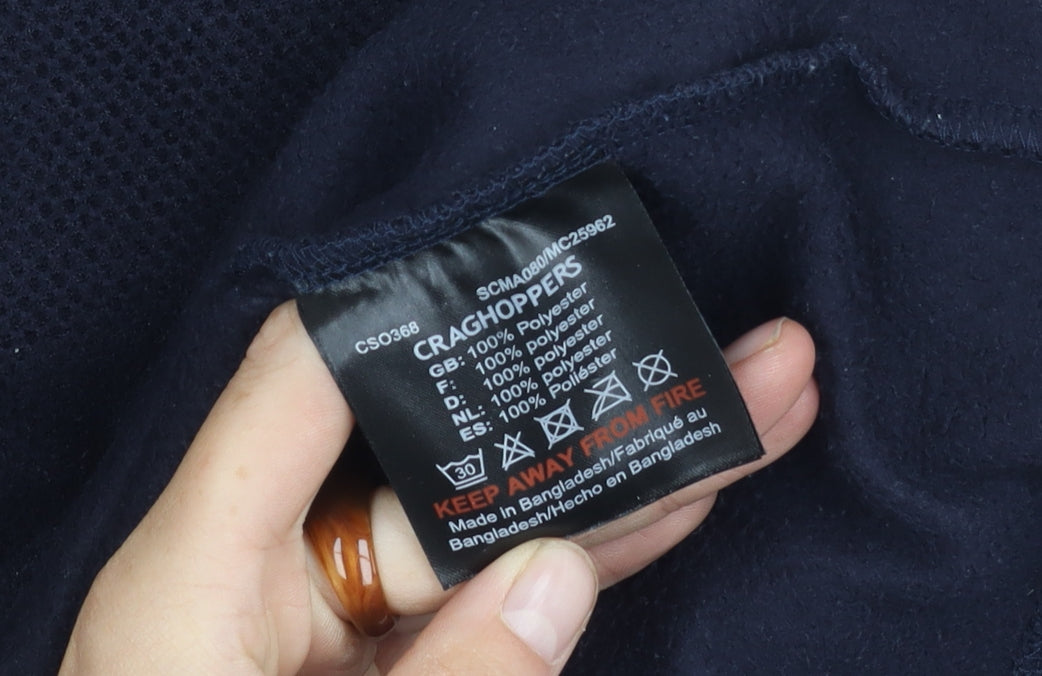 CSO368
SCMA080/MC25962
CRAGHOPPERS
GB: 100% Polyester
F: 100% polyester
D: 100% polyester
NL: 100% polyester
ES: 100% Poliéster
30
KEEP AWAY FROM FIRE
Made in Bangladesh/Fabriqué au
Bangladesh/Hecho en Bangladesh